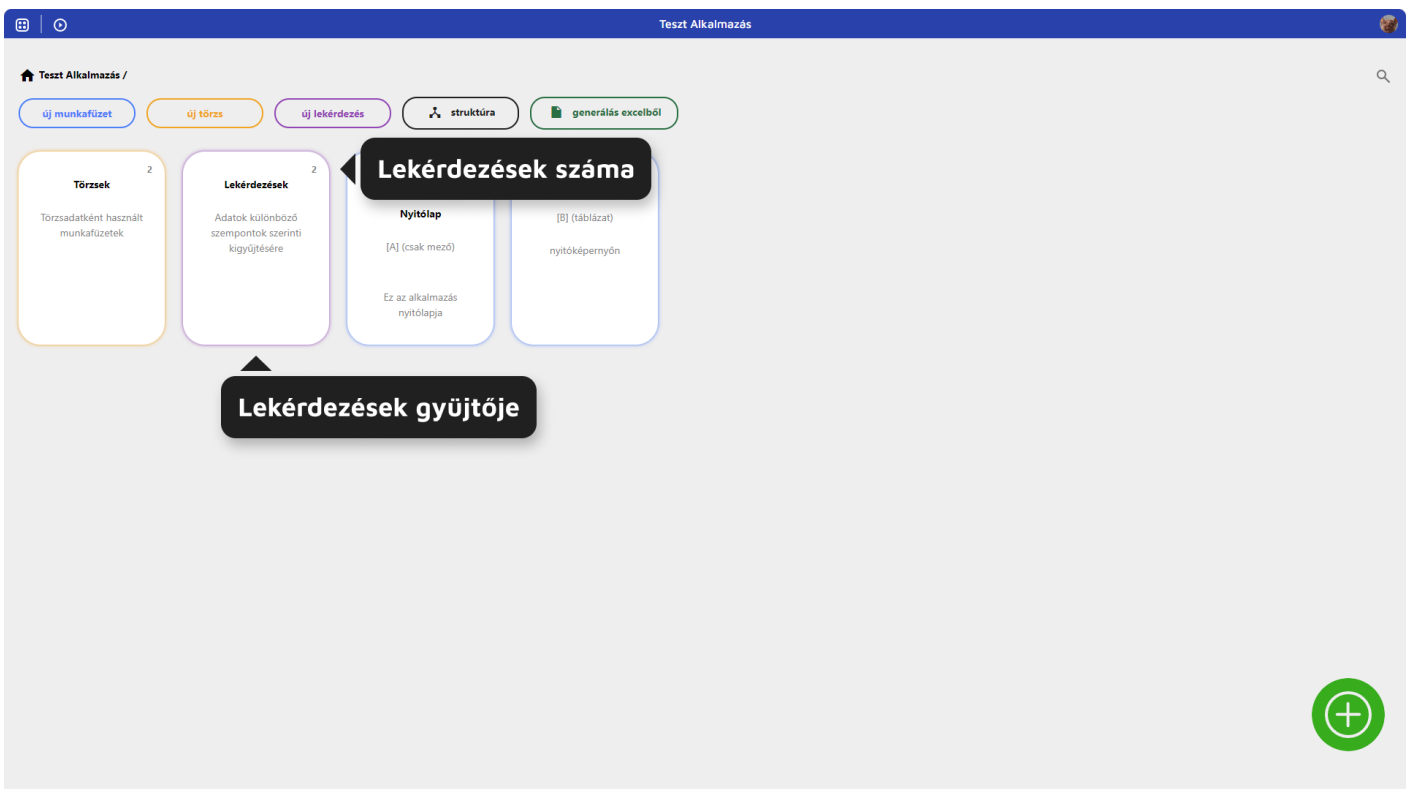 Teszt Alkalmazás
Teszt Alkalmazás /
új munkafüzet
új törzs
új lekérdezés
struktúra
generálás excelből
2
Törzsek
Törzsadatként használt
munkafüzetek
2
Lekérdezések
Adatok különböző
szempontok szerinti
kigyűjtésére
Lekérdezések száma
Nyitólap
[A] (csak mező)
Ez az alkalmazás
nyitólapja
[B] (táblázat)
nyitóképernyőn
Lekérdezések gyüjtője